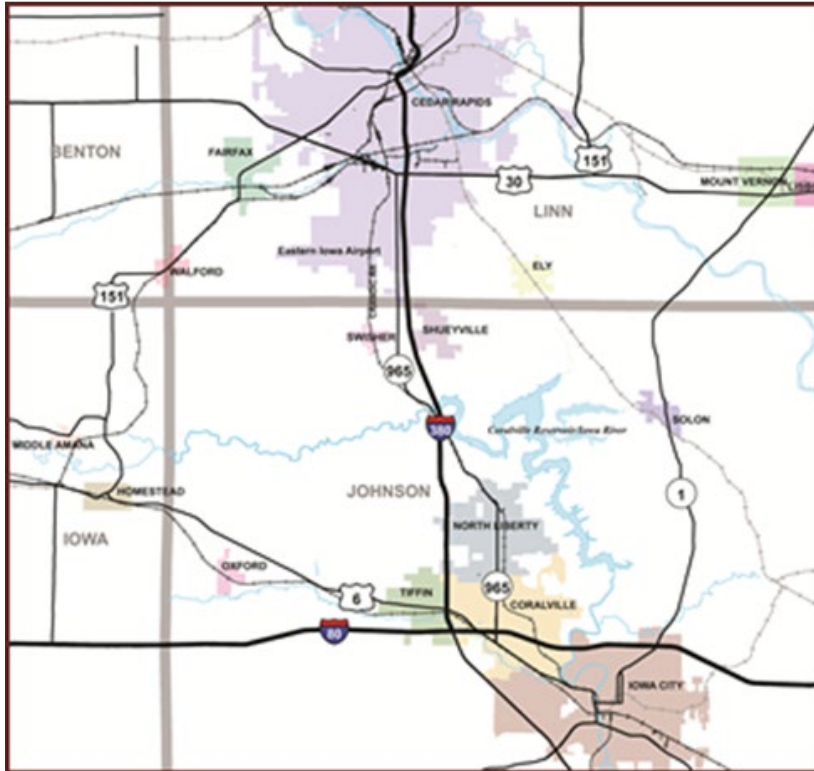 CEDAR RAPIDS
BENTON
FAIRFAX
151
30
MOUNT VERNON
LINN
Eastern Iowa Airport
WALFORD
ELY
151
CRANDIC RR
SWISHER
SHUEYVILLE
965
380
Coralville Reservoir/Iowa River
SOLON
MIDDLE AMANA
HOMESTEAD
JOHNSON
1
NORTH LIBERTY
IOWA
OXFORD
6
TIFFIN
965
CORALVILLE
80
IOWA CITY